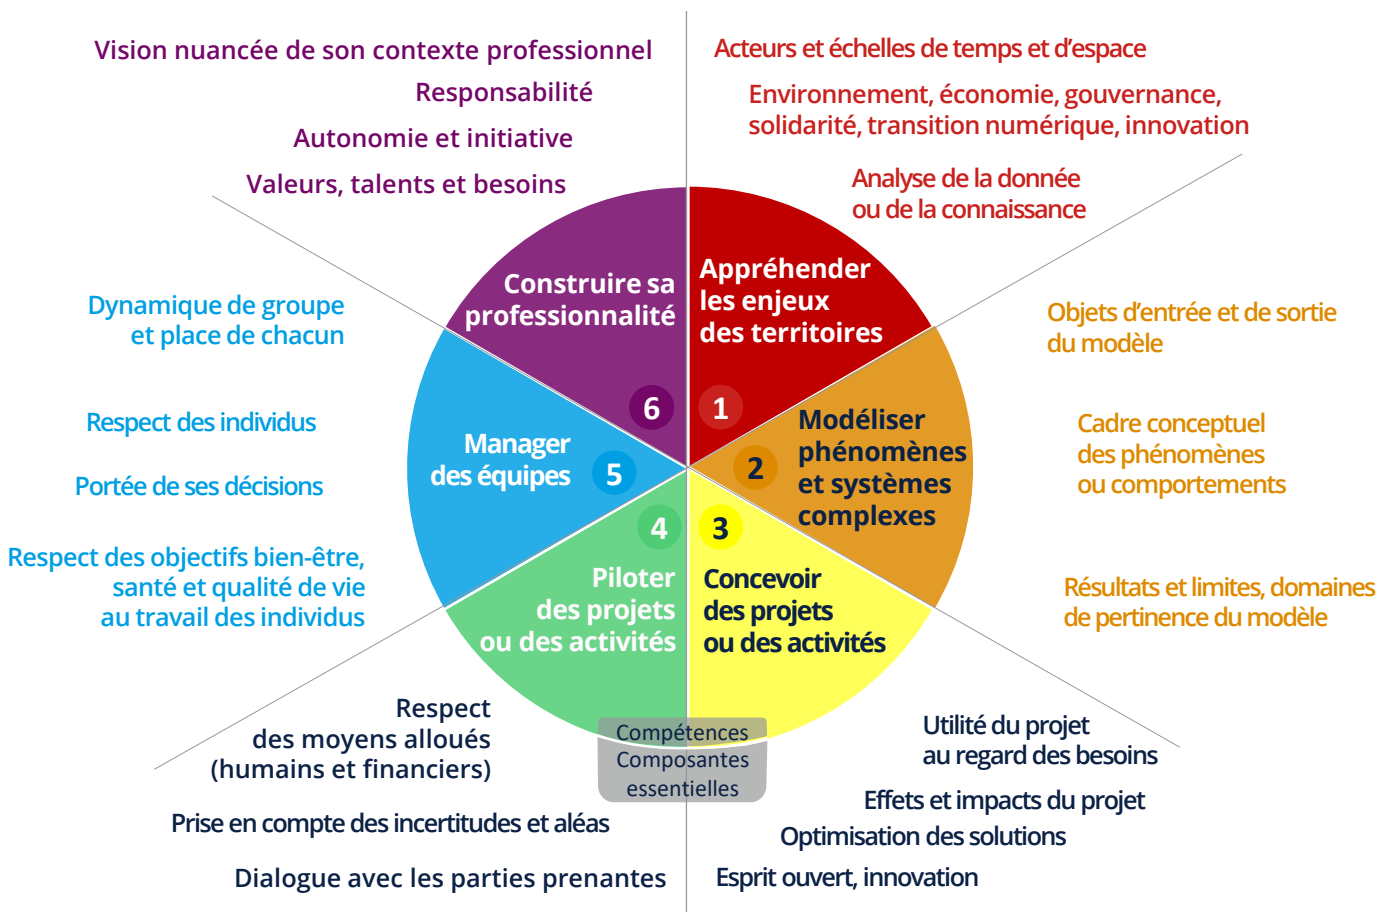 Vision nuancée de son contexte professionnel
Responsabilité
Autonomie et initiative
Valeurs, talents et besoins
Acteurs et échelles de temps et d’espace
Environnement, économie, gouvernance,
solidarité, transition numérique, innovation
Analyse de la donnée
ou de la connaissance
Construire sa
professionnalité
6
Appréhender
les enjeux
des territoires
1
Dynamique de groupe
et place de chacun
Respect des individus
Portée de ses décisions
Respect des objectifs bien-être,
santé et qualité de vie
au travail des individus
Manager
des équipes
5
Modéliser
phénomènes
et systèmes
complexes
2
Objets d’entrée et de sortie
du modèle
Cadre conceptuel
des phénomènes
ou comportements
Résultats et limites, domaines
de pertinence du modèle
4
Piloter
des projets
ou des activités
3
Concevoir
des projets
ou des activités
Compétences
Composantes
essentielles
Respect
des moyens alloués
(humains et financiers)
Prise en compte des incertitudes et aléas
Dialogue avec les parties prenantes
Utilité du projet
au regard des besoins
Effets et impacts du projet
Optimisation des solutions
Esprit ouvert, innovation